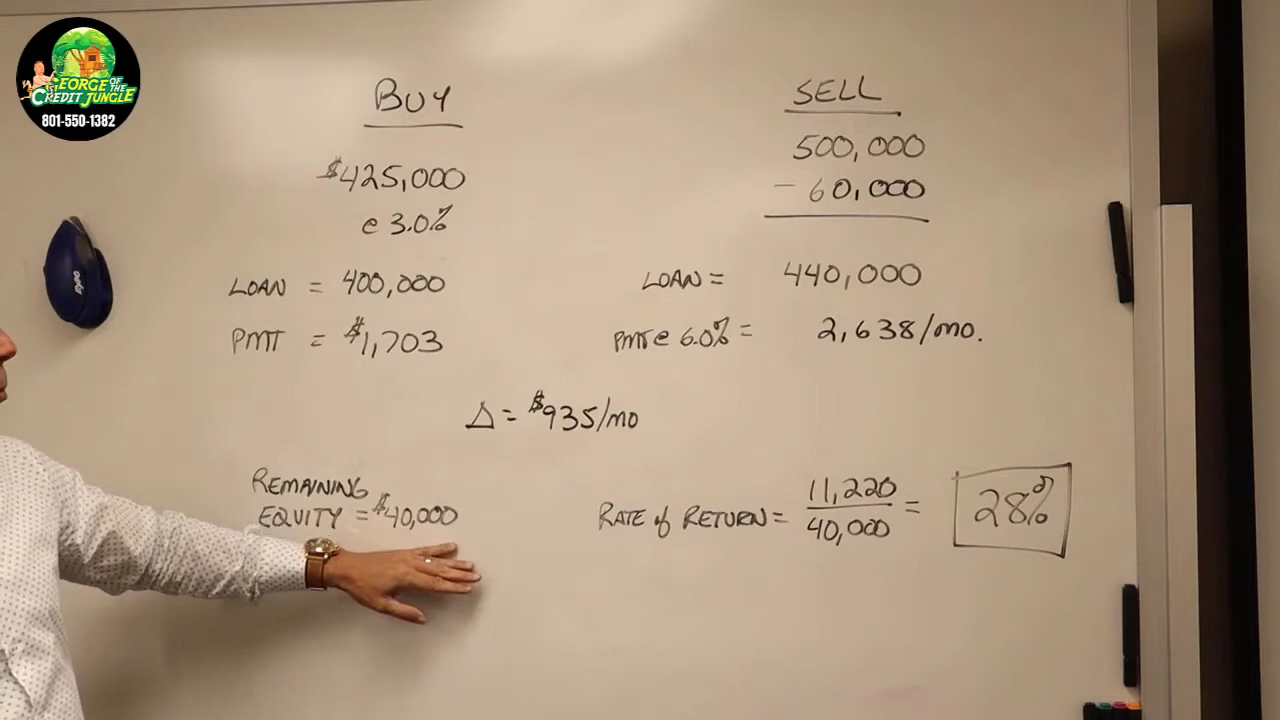 GEORGE OF THE
CREDIT JUNGLE
801-550-1382
BUY
$425,000
@ 3.0%
LOAN = 400,000
PMT = $1,703
SELL
500,000
- 60,000
LOAN = 440,000
PMT @ 6.0% = 2,638/mo.
Δ = $935/mo
REMAINING
EQUITY = $40,000
RATE of RETURN = 11,220 / 40,000 = 28%
expo